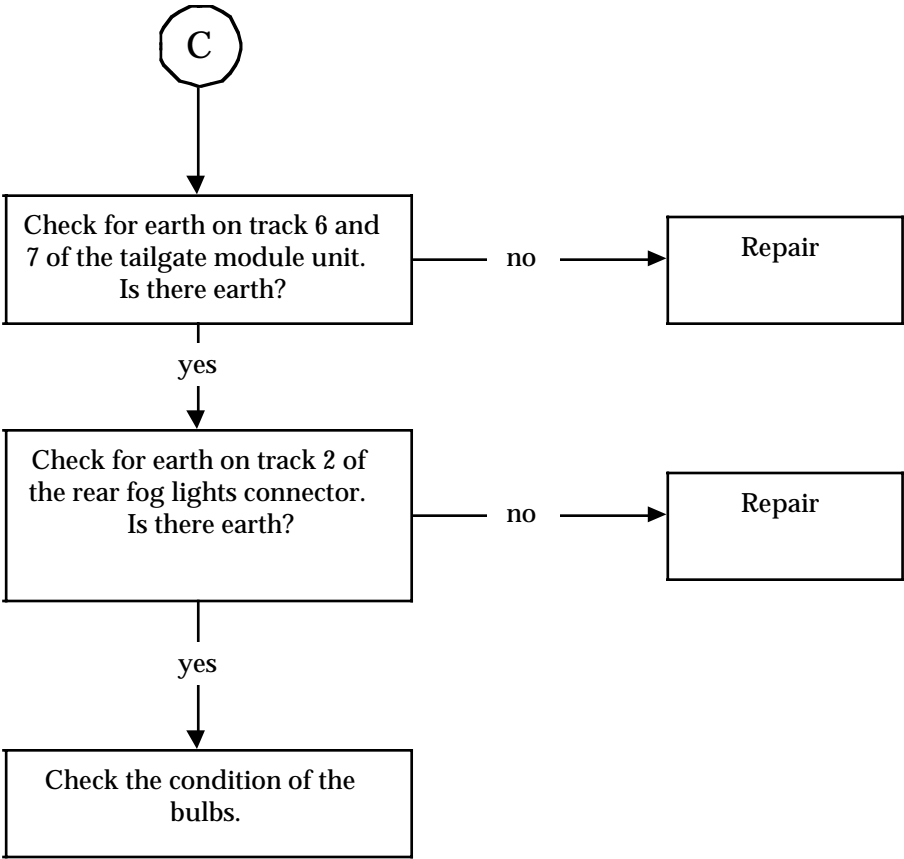 C
Check for earth on track 6 and
7 of the tailgate module unit.
Is there earth?
no
Repair
yes
Check for earth on track 2 of
the rear fog lights connector.
Is there earth?
no
Repair
yes
Check the condition of the
bulbs.